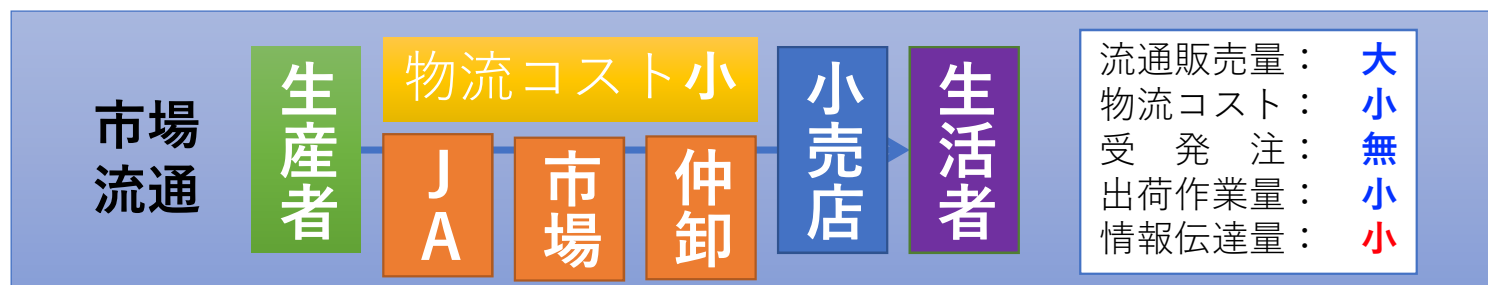 市場
流通
生産者
物流コスト小
JA
市場
仲卸
小売店
生活者
流通販売量： 大
物流コスト： 小
受　発　注： 無
出荷作業量： 小
情報伝達量： 小